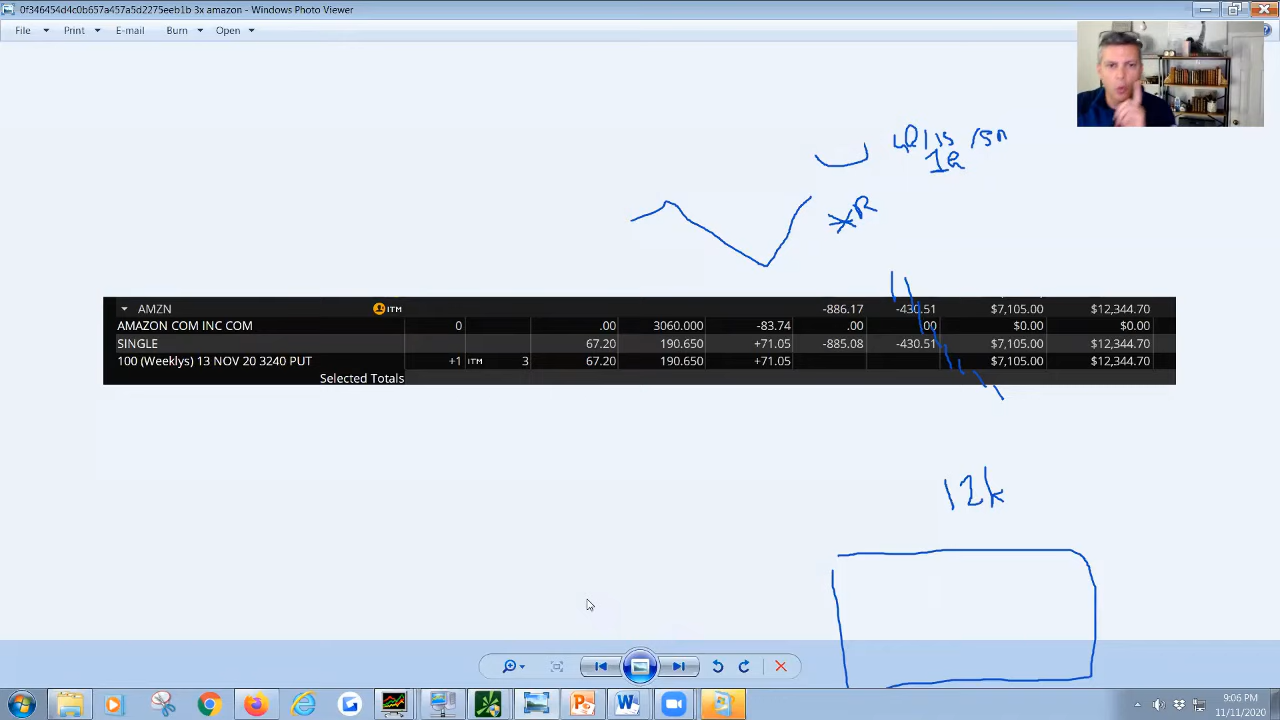 0f346454d4c0b657a457a5d2275eeb1b 3x amazon - Windows Photo Viewer
File Print E-mail Burn Open
1R
R
AMZN ITM -886.17 -430.51 $7,105.00 $12,344.70
AMAZON COM INC COM 0 .00 3060.000 -83.74 .00 .00 $0.00 $0.00
SINGLE 67.20 190.650 +71.05 -885.08 -430.51 $7,105.00 $12,344.70
100 (Weeklys) 13 NOV 20 3240 PUT +1 ITM 3 67.20 190.650 +71.05 $7,105.00 $12,344.70
Selected Totals
12k
9:06 PM
11/11/2020